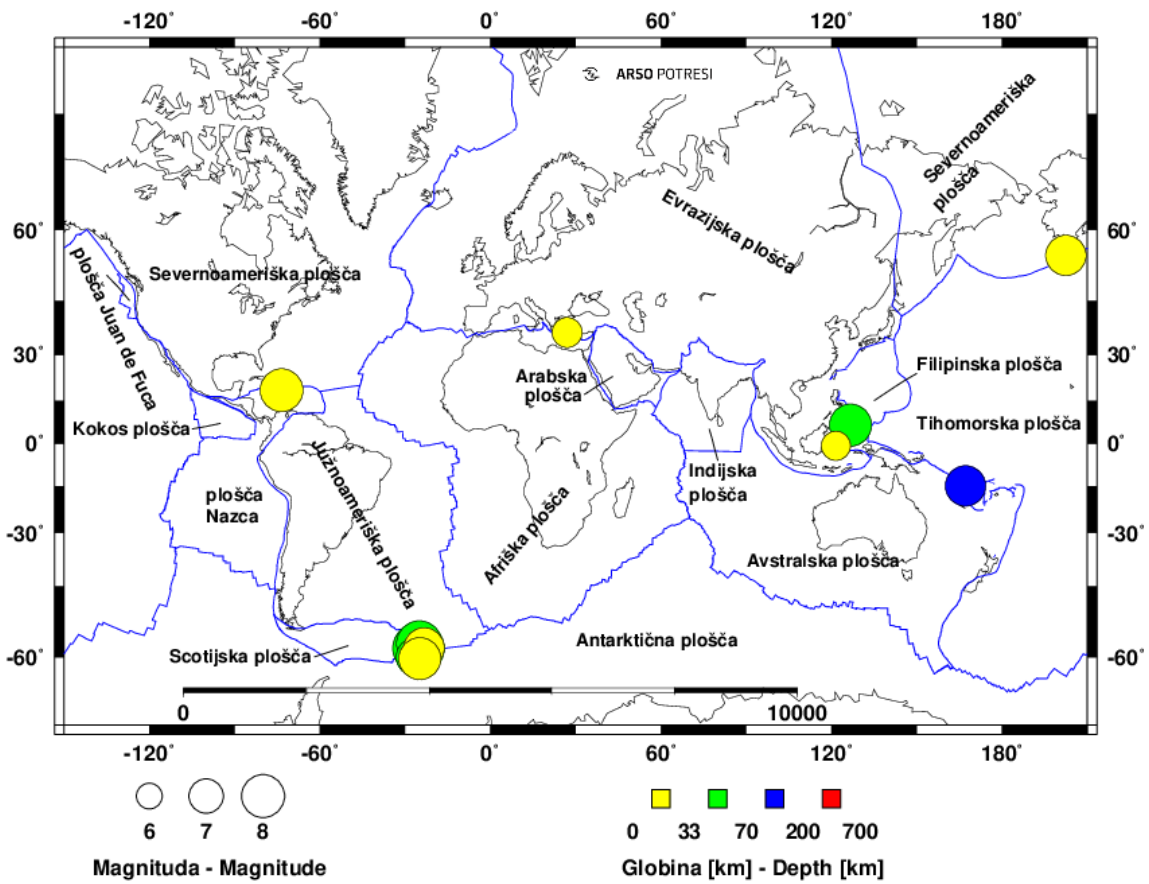 -120° -60° 0° 60° 120° 180°
ARSO POTRESI
Severnoameriška
plošča
Evrazijska plošča
60° 60°
plošča Juan de Fuca
Severnoameriška plošča
30° 30°
Filipinska plošča
Arabska
plošča
Kokos plošča
Tihomorska plošča
0° 0°
Južnoameriška plošča
Indijska
plošča
plošča
Nazca
Afriška plošča
-30° -30°
Avstralska plošča
Antarktična plošča
Scotijska plošča
-60° -60°
0 10000
-120° -60° 0° 60° 120° 180°
6 7 8
0 33 70 200 700
Magnituda - Magnitude
Globina [km] - Depth [km]